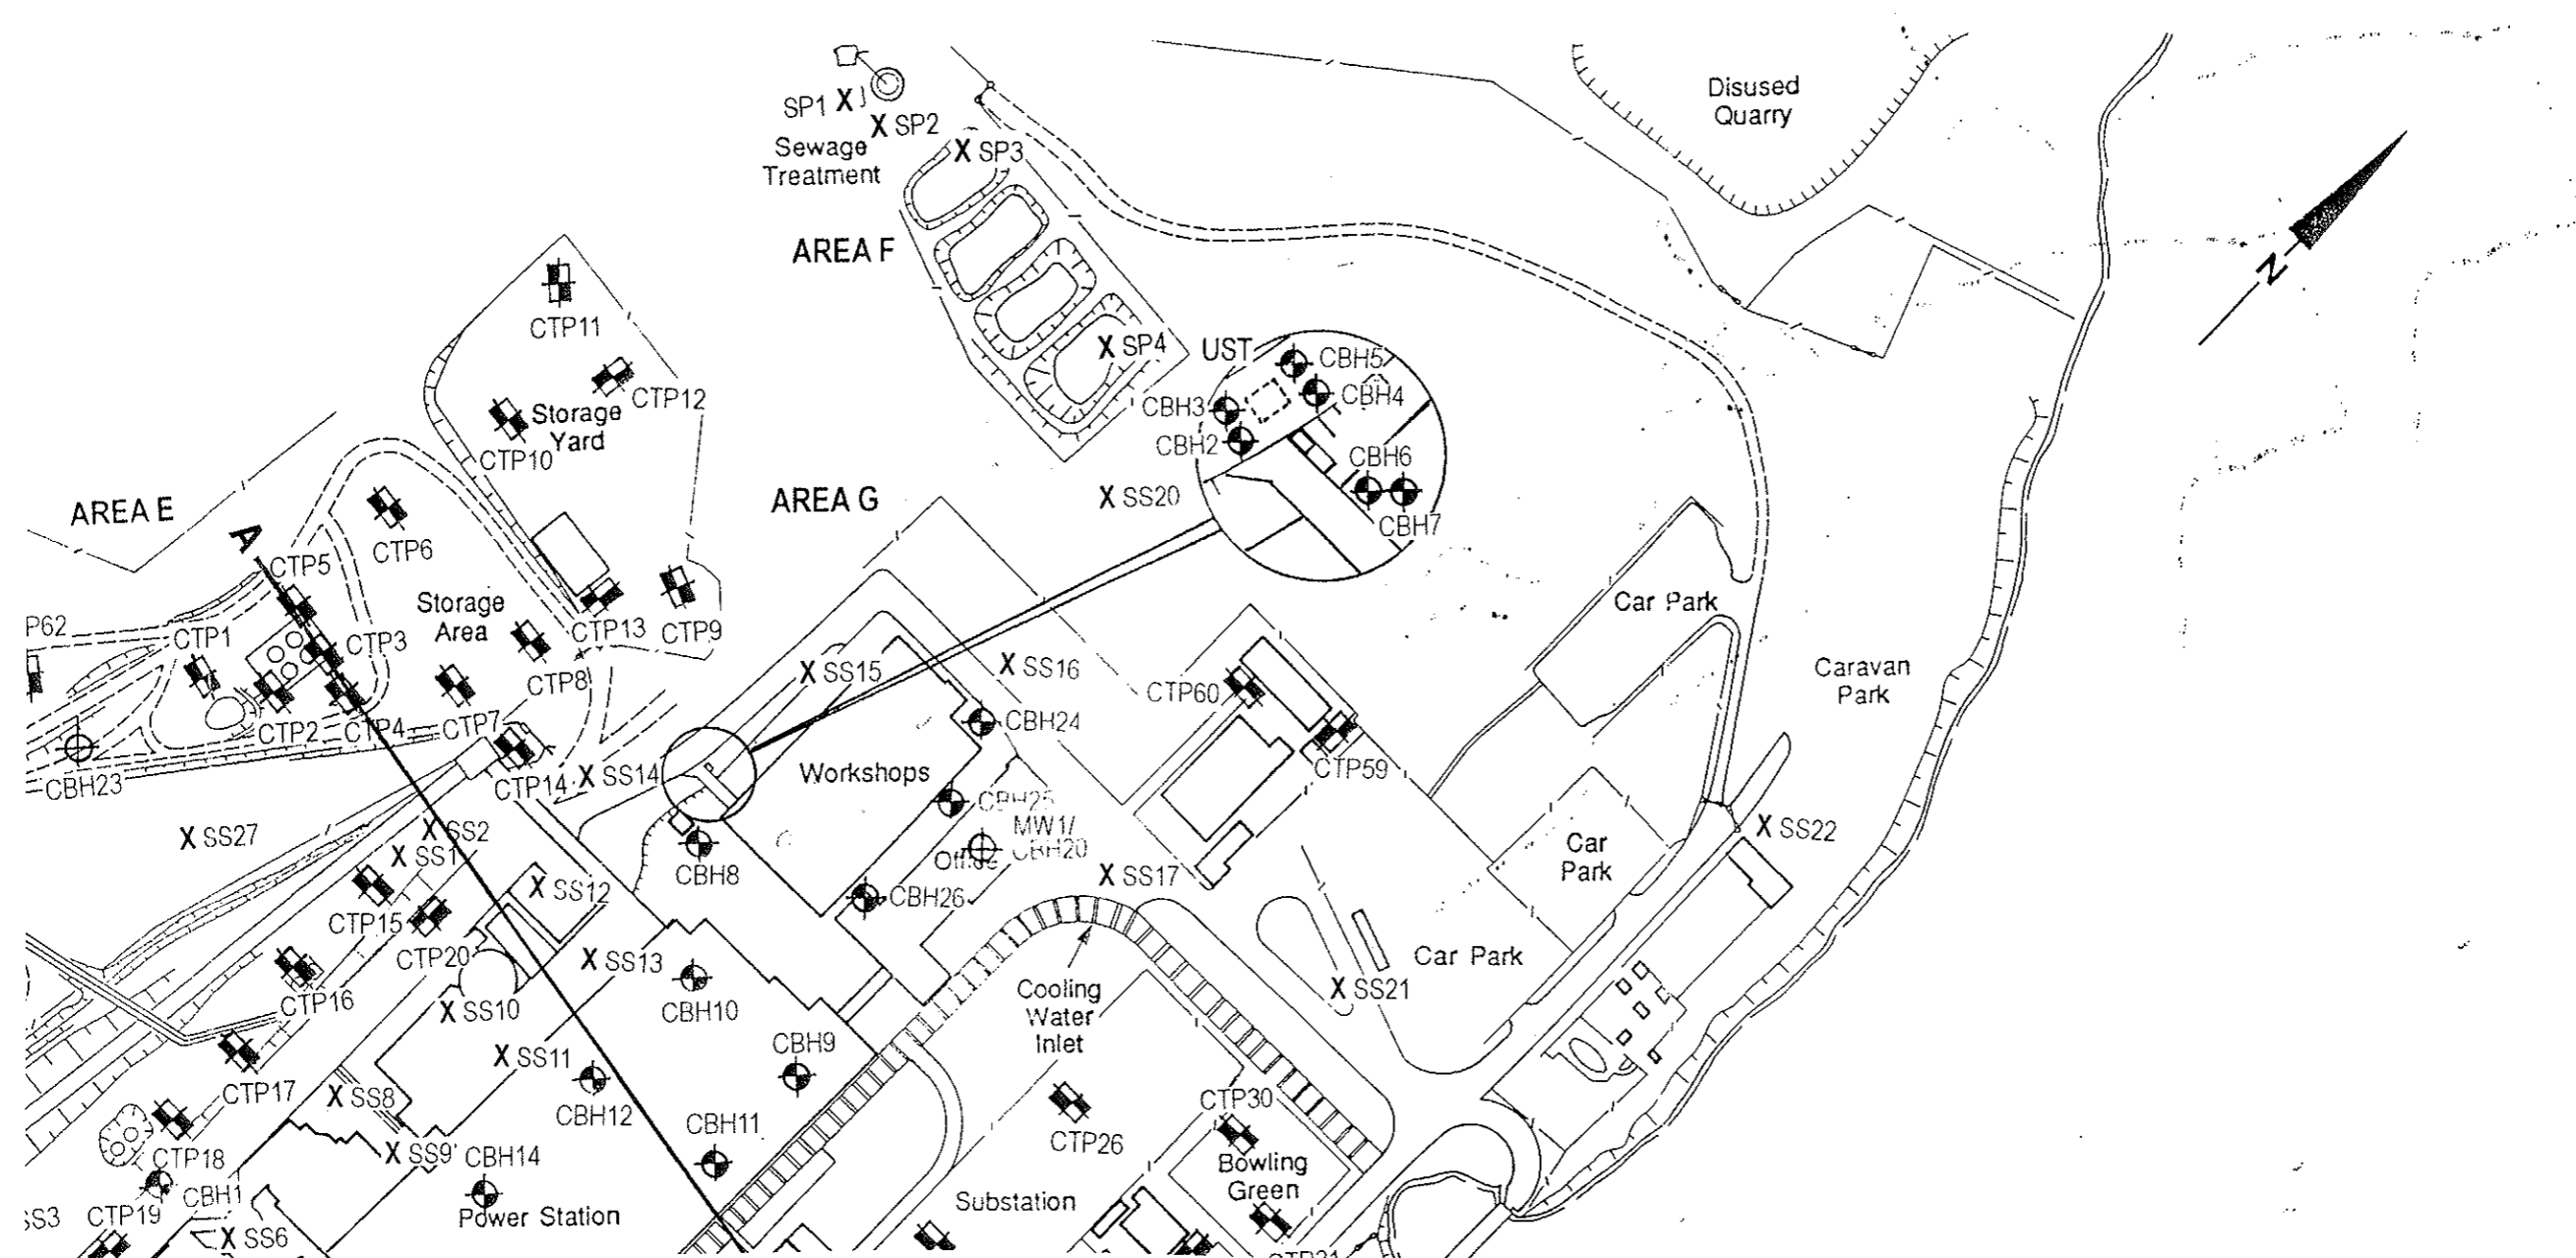 Disused
Quarry
SP1 X
X SP2
Sewage
Treatment
X SP3
AREA F
N
CTP11
CTP12
Storage
Yard
CTP10
X SP4
UST
CBH5
CBH4
CBH3
CBH2
CBH6
CBH7
AREA E
A
AREA G
X SS20
CTP5
CTP6
Storage
Area
CTP13
CTP9
Car Park
P62
CTP1
CTP3
CTP8
X SS15
X SS16
CTP60
Caravan
Park
CTP2
CTP4
CTP7
CBH24
CTP59
CBH23
CTP14
X SS14
Workshops
CBH25
MW1/
CBH20
Office
X SS27
X SS2
X SS1
X SS22
Car
Park
CBH8
X SS17
CTP15
X SS12
CBH26
CTP20
X SS13
Car Park
CTP16
X SS10
CBH10
Cooling
Water
Inlet
X SS21
X SS11
CBH9
CTP17
X SS8
CBH12
CTP30
CBH11
CTP26
CTP18
X SS9
CBH14
Bowling
Green
CBH1
SS3
CTP19
Power Station
Substation
X SS6
CTP31